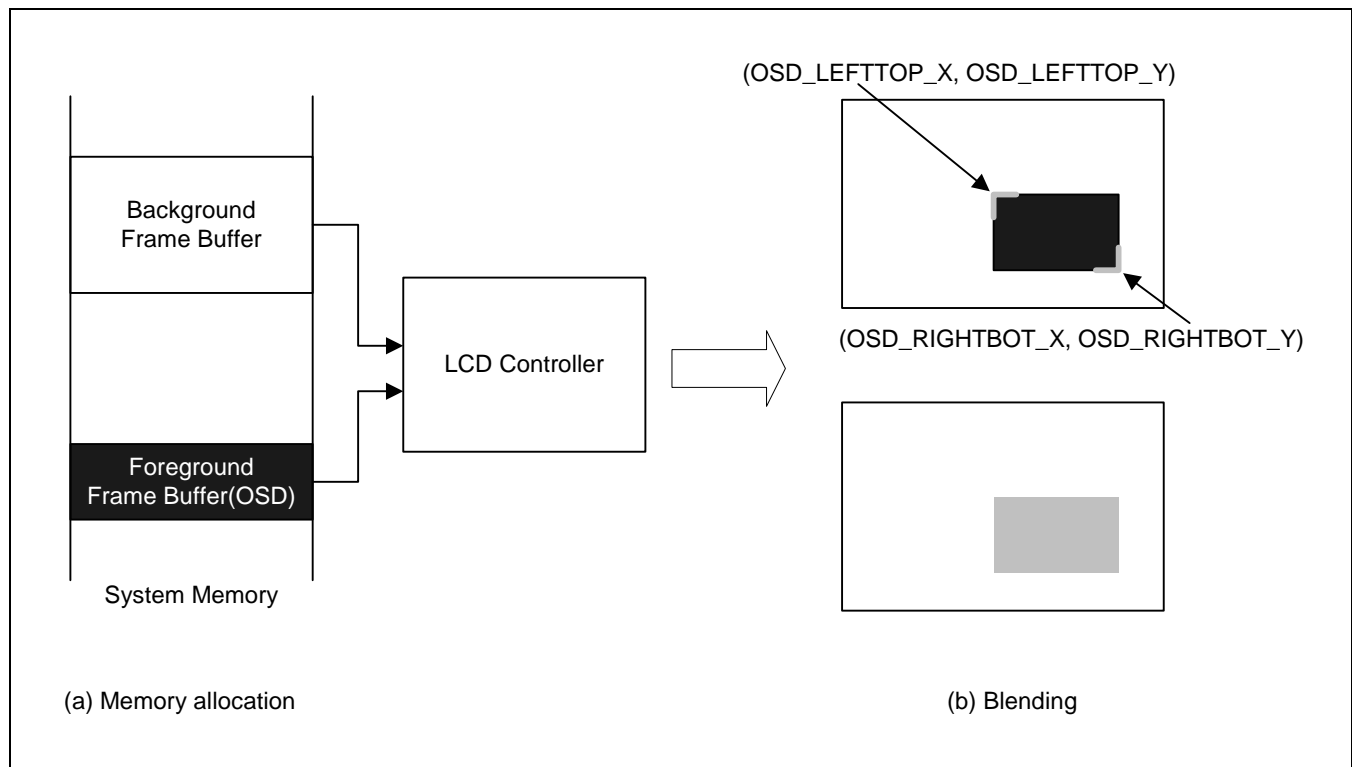 (OSD_LEFTTOP_X, OSD_LEFTTOP_Y)
Background
Frame Buffer
LCD Controller
(OSD_RIGHTBOT_X, OSD_RIGHTBOT_Y)
Foreground
Frame Buffer(OSD)
System Memory
(a) Memory allocation
(b) Blending